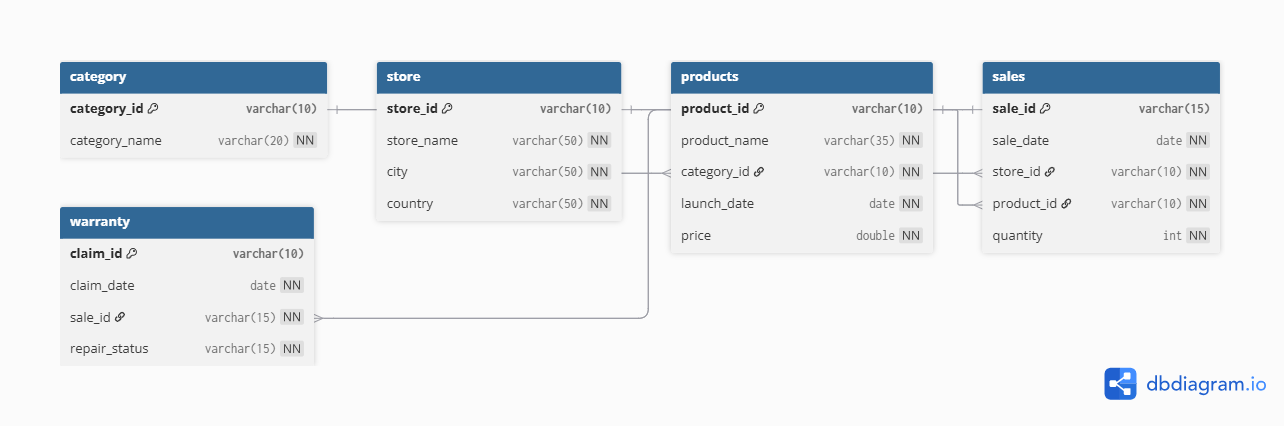 category
category_id varchar(10)
category_name varchar(20) NN
store
store_id varchar(10)
store_name varchar(50) NN
city varchar(50) NN
country varchar(50) NN
products
product_id varchar(10)
product_name varchar(35) NN
category_id varchar(10) NN
launch_date date NN
price double NN
sales
sale_id varchar(15)
sale_date date NN
store_id varchar(10) NN
product_id varchar(10) NN
quantity int NN
warranty
claim_id varchar(10)
claim_date date NN
sale_id varchar(15) NN
repair_status varchar(15) NN
dbdiagram.io